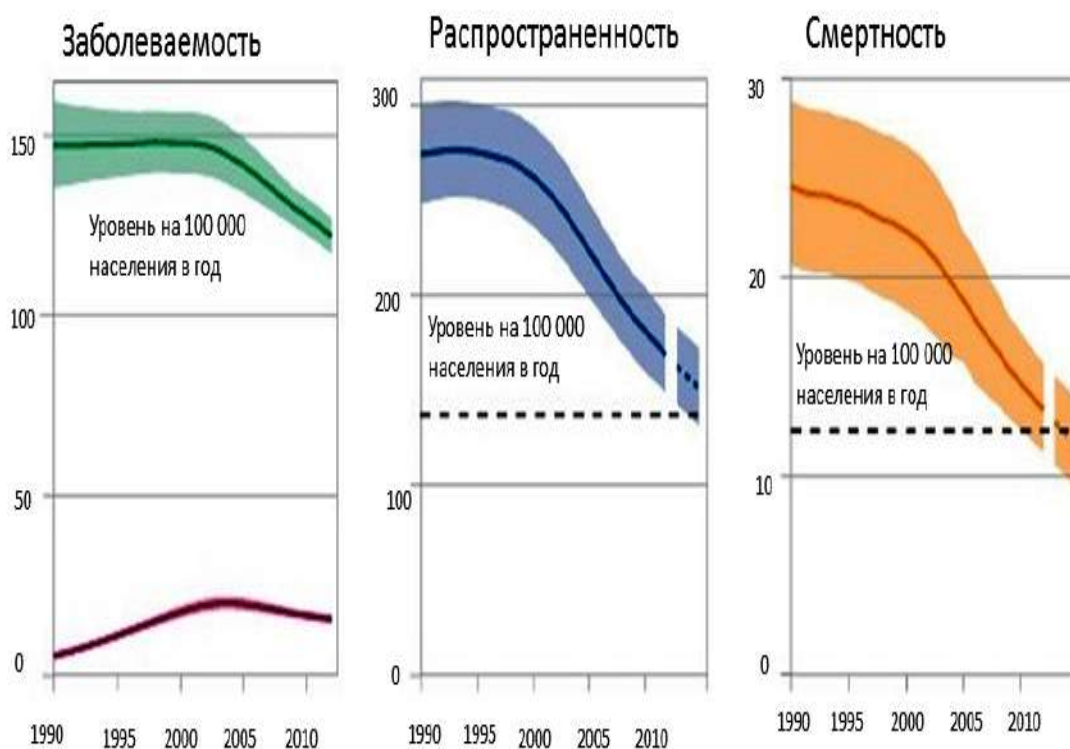 Заболеваемость
150
100
50
0
Уровень на 100 000
населения в год
1990 1995 2000 2005 2010
Распространенность
300
200
100
0
Уровень на 100 000
населения в год
1990 1995 2000 2005 2010
Смертность
30
20
10
0
Уровень на 100 000
населения в год
1990 1995 2000 2005 2010